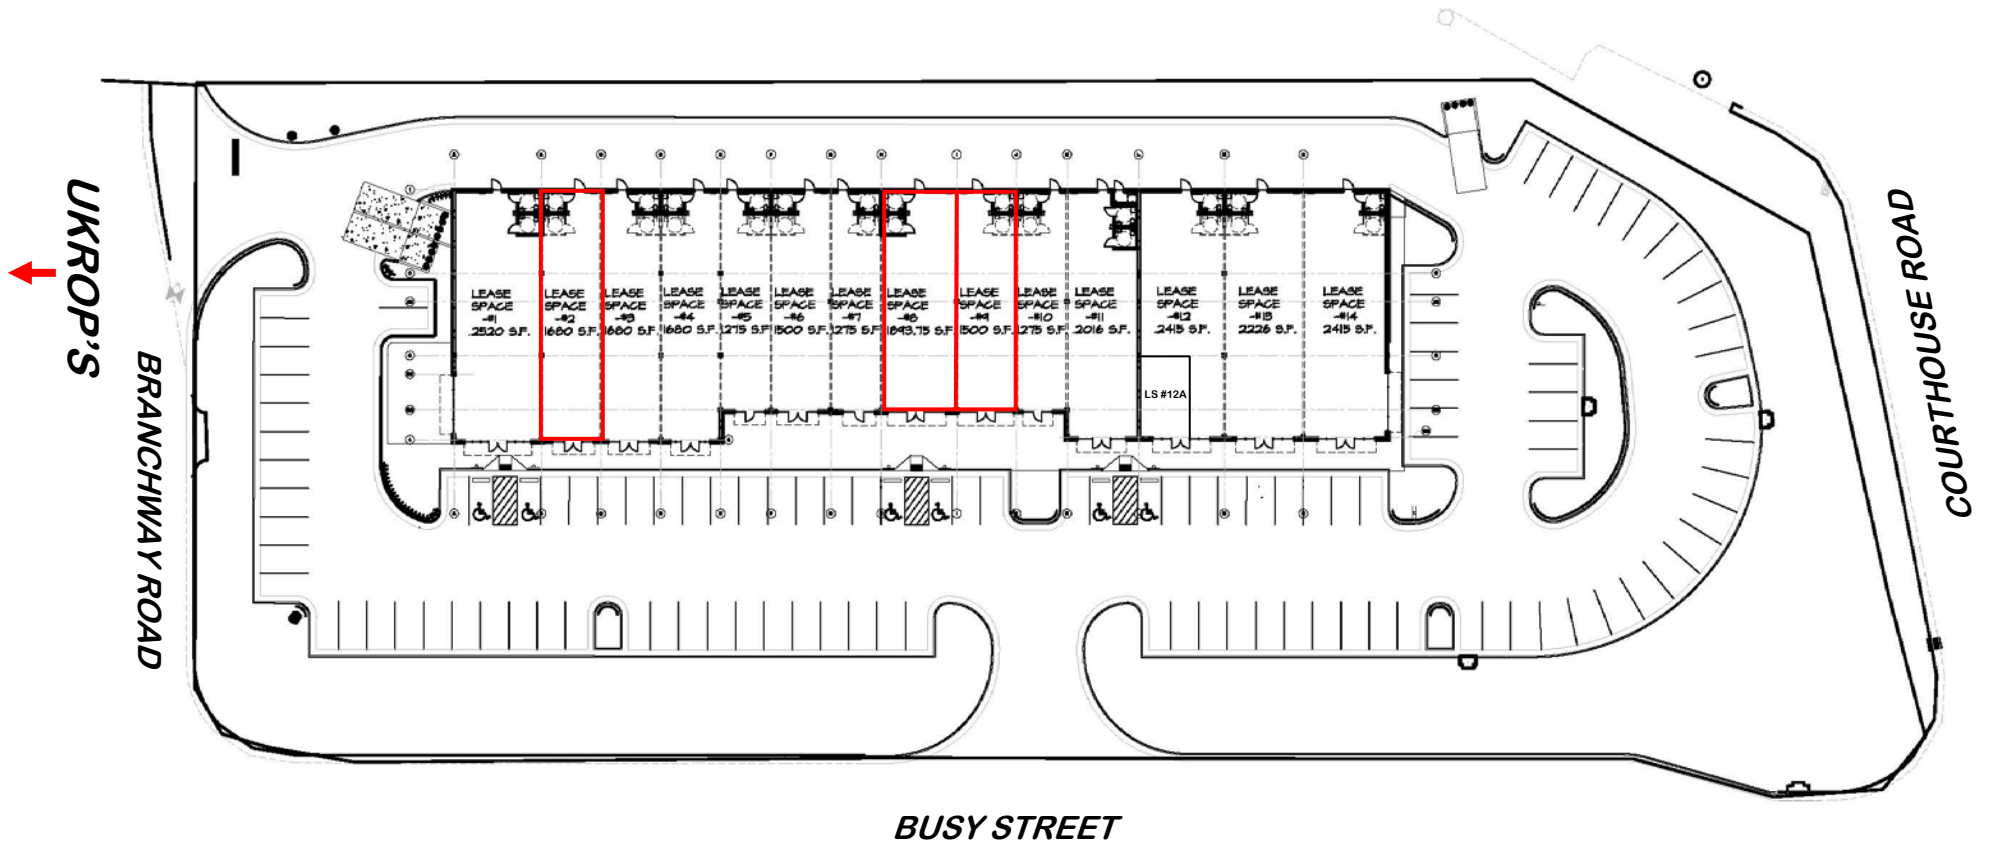 UKROP'S
BRANCHWAY ROAD
COURTHOUSE ROAD
BUSY STREET
LEASE
SPACE
-#1
2520 S.F.
LEASE
SPACE
-#2
1680 S.F.
LEASE
SPACE
-#3
1680 S.F.
LEASE
SPACE
-#4
1680 S.F.
LEASE
SPACE
-#5
1275 S.F.
LEASE
SPACE
-#6
1500 S.F.
LEASE
SPACE
-#7
1275 S.F.
LEASE
SPACE
-#8
1893.75 S.F.
LEASE
SPACE
-#9
1500 S.F.
LEASE
SPACE
-#10
1275 S.F.
LEASE
SPACE
-#11
2016 S.F.
LEASE
SPACE
-#12
2415 S.F.
LS #12A
LEASE
SPACE
-#13
2226 S.F.
LEASE
SPACE
-#14
2415 S.F.